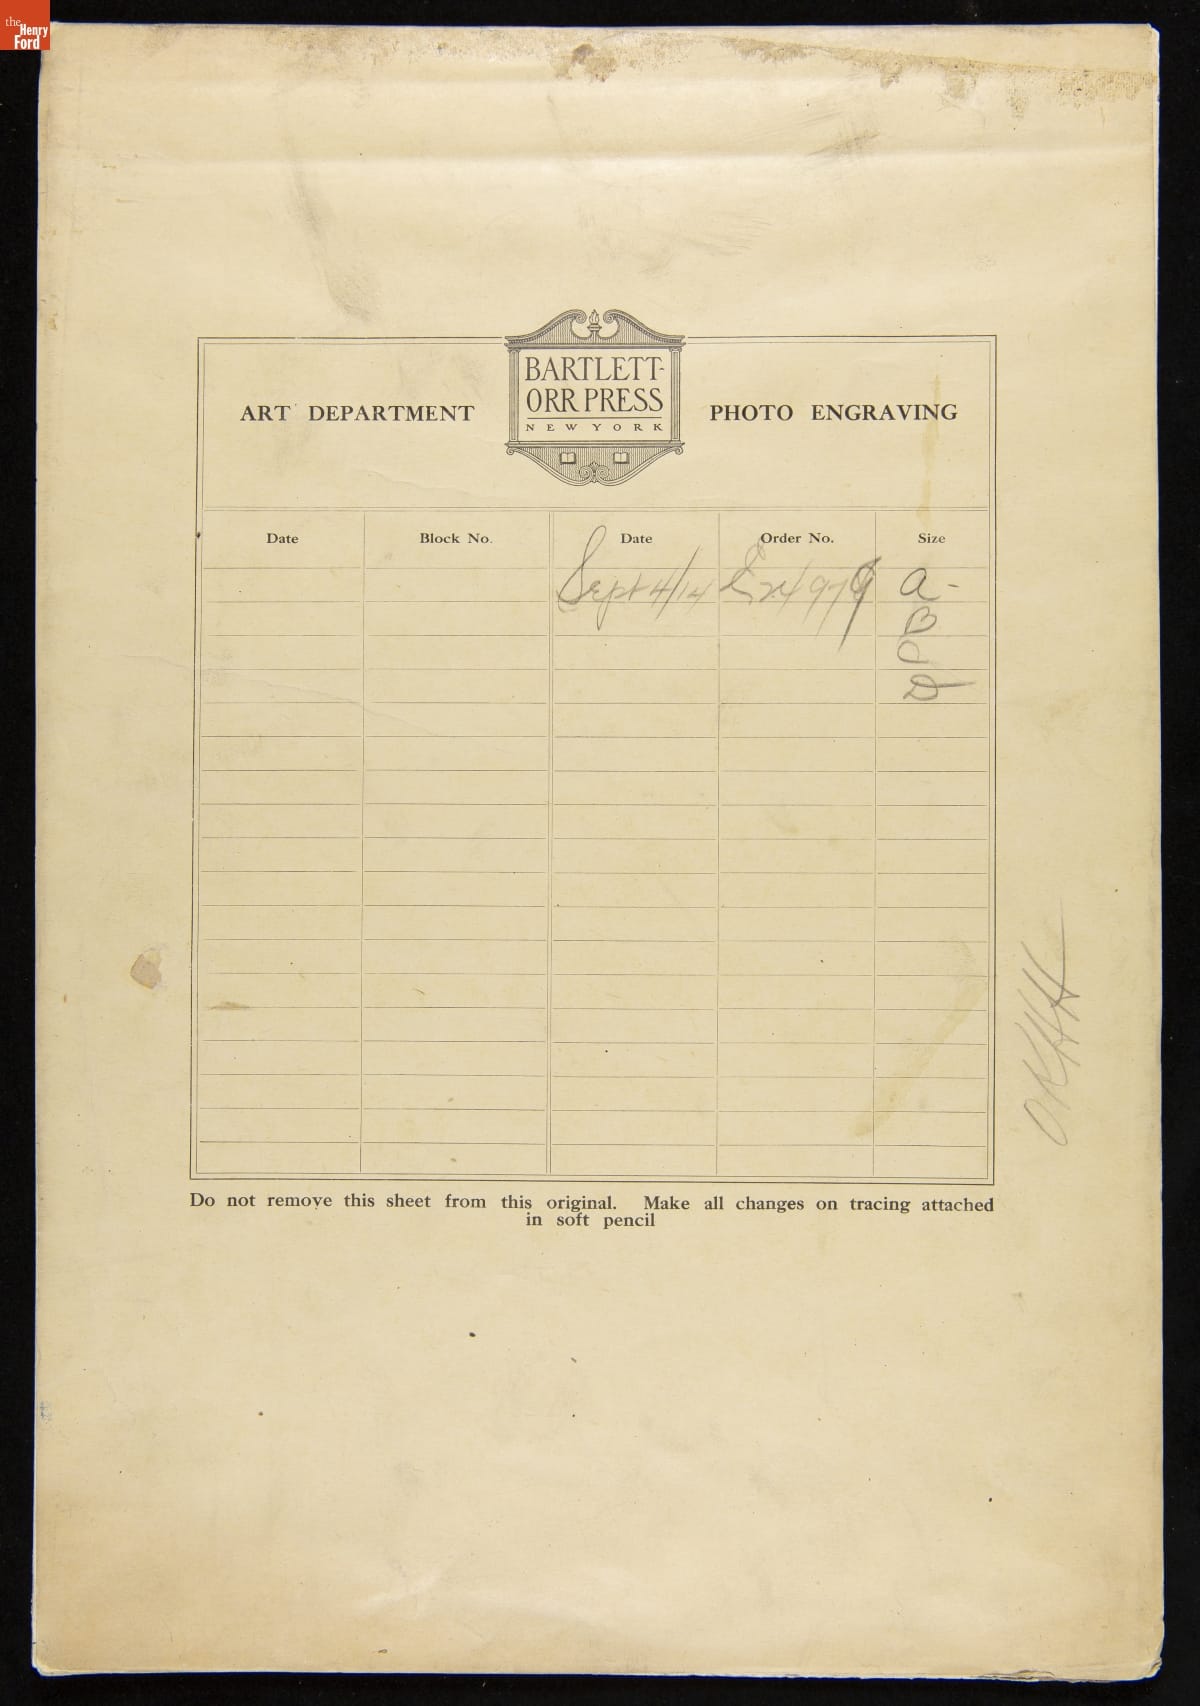 the
Henry
Ford
BARTLETT-
ORR PRESS
NEW YORK
ART DEPARTMENT
PHOTO ENGRAVING
Date Block No. Date Order No. Size
Sept 4/14 a-
B
D
Do not remove this sheet from this original. Make all changes on tracing attached
in soft pencil
OKHH